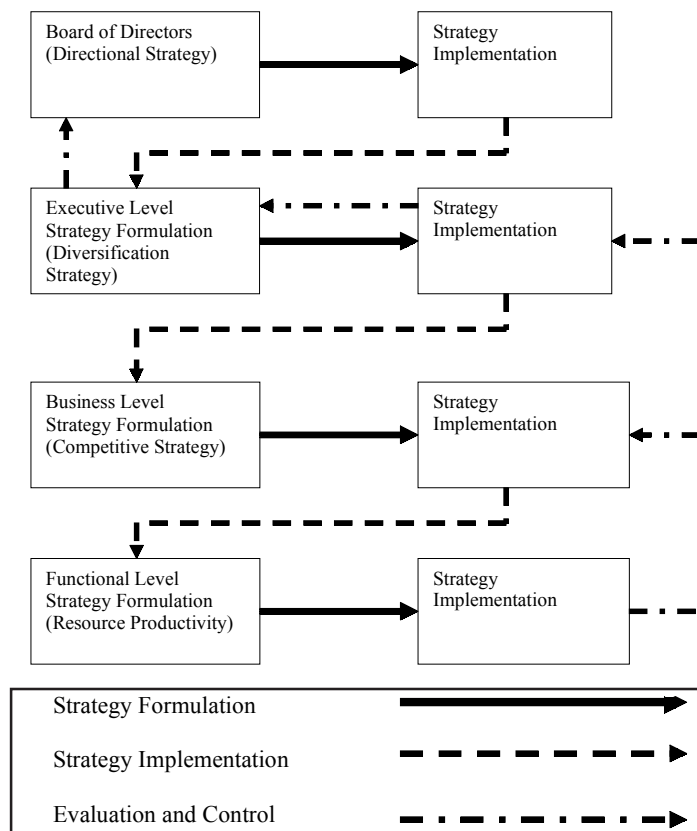 Board of Directors
(Directional Strategy)
Strategy
Implementation
Executive Level
Strategy Formulation
(Diversification
Strategy)
Strategy
Implementation
Business Level
Strategy Formulation
(Competitive Strategy)
Strategy
Implementation
Functional Level
Strategy Formulation
(Resource Productivity)
Strategy
Implementation
Strategy Formulation
Strategy Implementation
Evaluation and Control